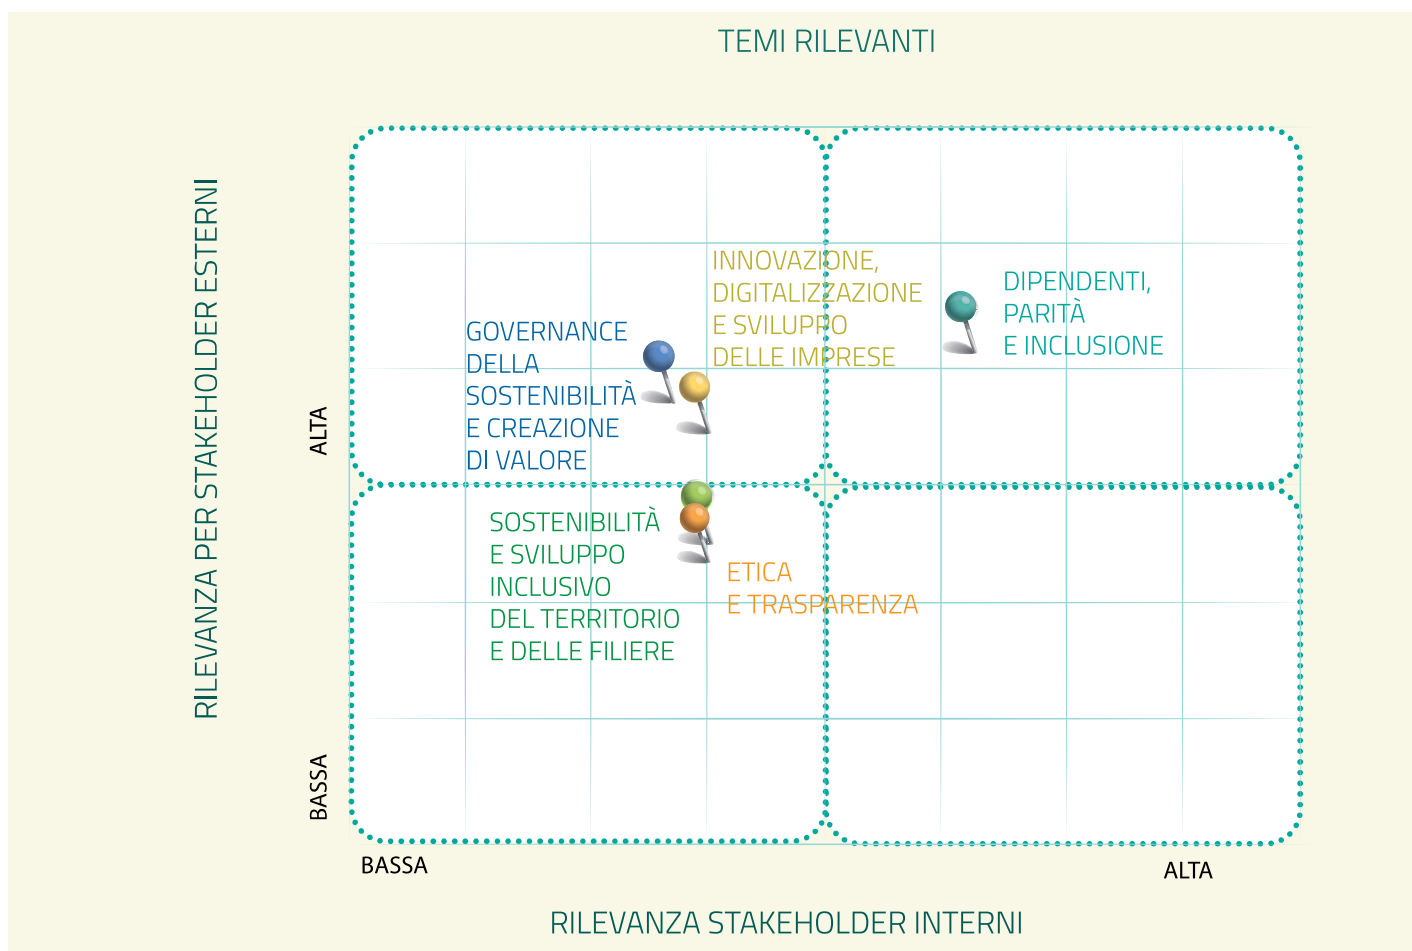 TEMI RILEVANTI
RILEVANZA PER STAKEHOLDER ESTERNI
ALTA
BASSA
INNOVAZIONE,
DIGITALIZZAZIONE
E SVILUPPO
DELLE IMPRESE
DIPENDENTI,
PARITÀ
E INCLUSIONE
GOVERNANCE
DELLA
SOSTENIBILITÀ
E CREAZIONE
DI VALORE
SOSTENIBILITÀ
E SVILUPPO
INCLUSIVO
DEL TERRITORIO
E DELLE FILIERE
ETICA
E TRASPARENZA
BASSA
ALTA
RILEVANZA STAKEHOLDER INTERNI